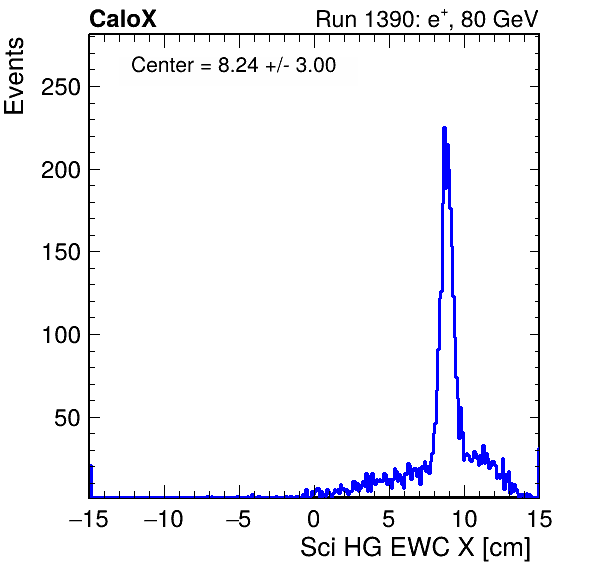 CaloX
Run 1390: e+, 80 GeV
Center = 8.24 +/- 3.00
Events
250
200
150
100
50
−15
−10
−5
0
5
10
15
Sci HG EWC X [cm]